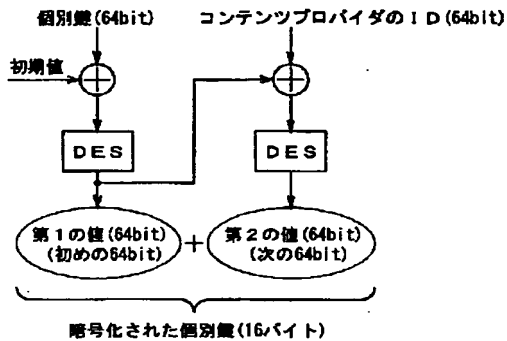 個別鍵(64bit)
コンテンツプロバイダのＩＤ(64bit)
初期値
ＤＥＳ
ＤＥＳ
第１の値(64bit)
(初めの64bit)
+
第２の値(64bit)
(次の64bit)
暗号化された個別鍵(16バイト)